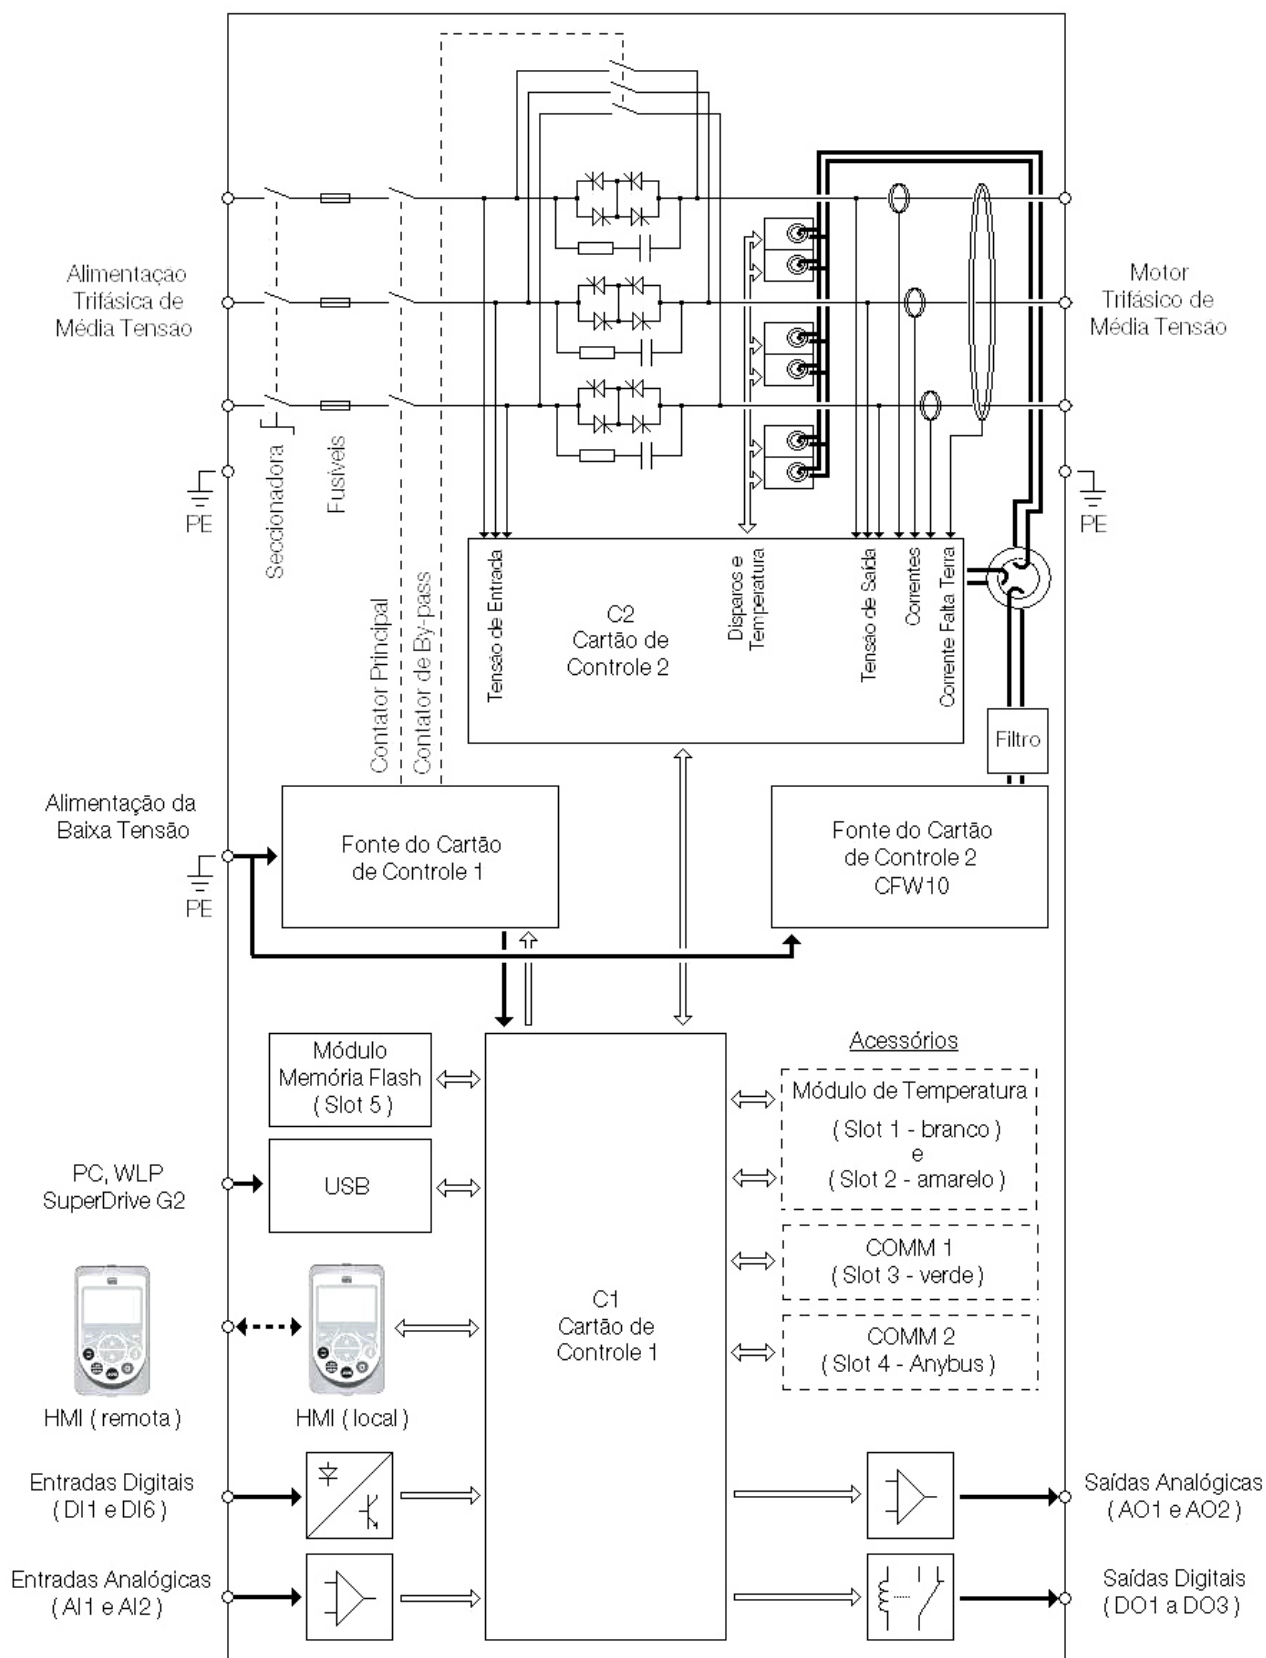 Alimentação
Trifásica de
Média Tensao
Motor
Trifásico de
Média Tensão
PE
PE
Seccionadora
Fusíveis
Contator Principal
Contator de By-pass
Tensão de Entrada
C2
Cartão de
Controle 2
Disparos e
Temperatura
Tensão de Saída
Correntes
Corrente Falta Terra
Filtro
Alimentação da
Baixa Tensão
PE
Fonte do Cartão
de Controle 1
Fonte do Cartão
de Controle 2
CFW10
Módulo
Memória Flash
( Slot 5 )
Acessórios
Módulo de Temperatura
( Slot 1 - branco )
e
( Slot 2 - amarelo )
PC, WLP
SuperDrive G2
USB
COMM 1
( Slot 3 - verde )
C1
Cartão de
Controle 1
COMM 2
( Slot 4 - Anybus )
HMI ( remota )
HMI ( local )
Entradas Digitais
( DI1 e DI6 )
Saídas Analógicas
( AO1 e AO2 )
Entradas Analógicas
( AI1 e AI2 )
Saídas Digitais
( DO1 a DO3 )